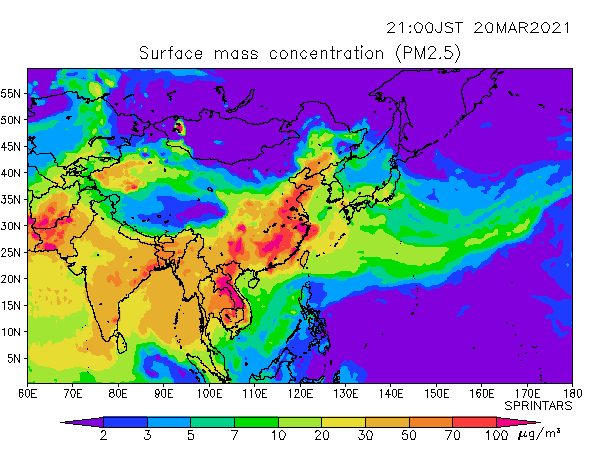 21:00JST 20MAR2021
Surface mass concentration (PM2.5)
55N
50N
45N
40N
35N
30N
25N
20N
15N
10N
5N
60E 70E 80E 90E 100E 110E 120E 130E 140E 150E 160E 170E 180
SPRINTARS
2 3 5 7 10 20 30 50 70 100 μg/m³